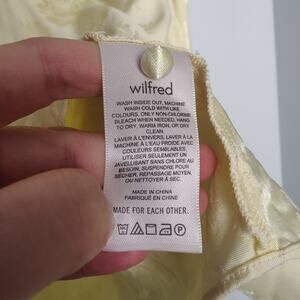 wilfred
WASH INSIDE OUT, MACHINE
WASH COLD WITH LIKE
COLOURS, ONLY NON-CHLORINE
BLEACH WHEN NEEDED, HANG
TO DRY, WARM IRON, OR DRY
CLEAN.
LAVER À L'ENVERS, LAVER À LA
MACHINE À L'EAU FROIDE AVEC
COULEURS SEMBLABLES.
UTILISER SEULEMENT UN
JAVELLISANT SANS CHLORE AU
BESOIN, SUSPENDRE POUR
SÉCHER, REPASSAGE MOYEN,
OU NETTOYER À SEC.
MADE IN CHINA
FABRIQUÉ EN CHINE
MADE FOR EACH OTHER.